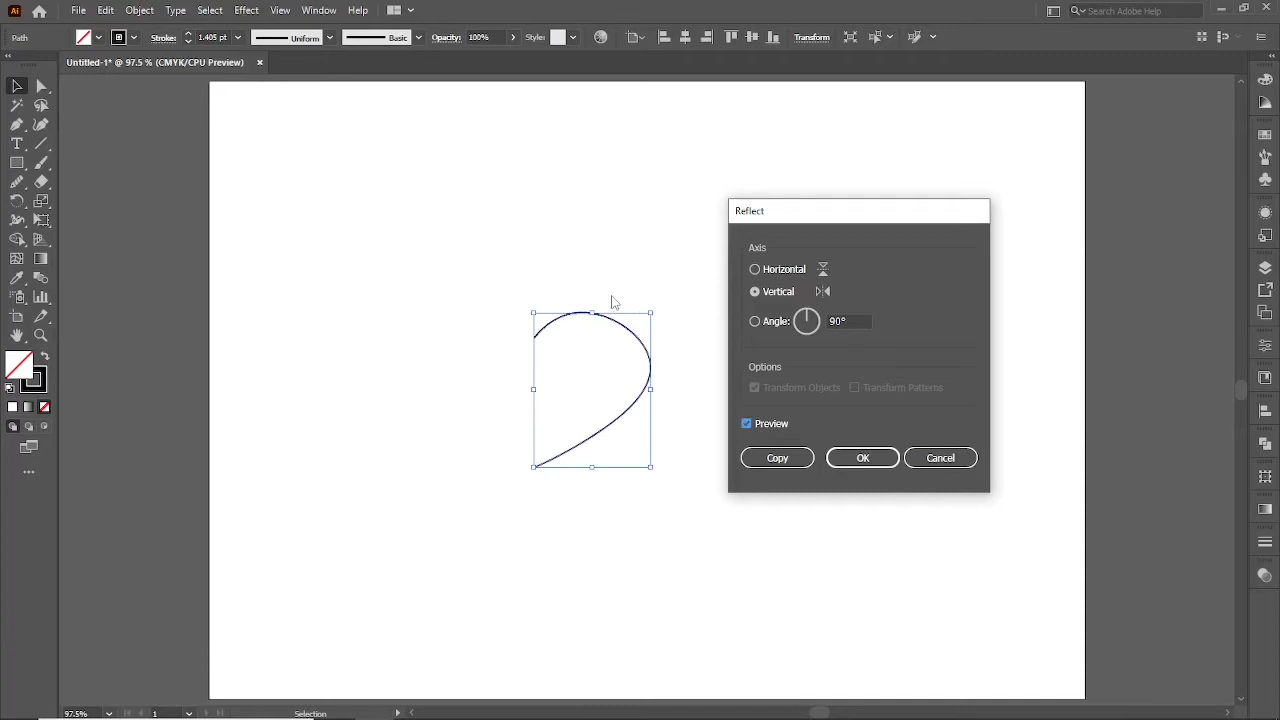 Ai File Edit Object Type Select Effect View Window Help Search Adobe Help
Path Stroke: 1.405 pt Uniform Basic Opacity: 100% Style: Transform
Untitled-1* @ 97.5 % (CMYK/CPU Preview) ×
Reflect
Axis
Horizontal
Vertical
Angle: 90°
Options
Transform Objects Transform Patterns
Preview
Copy OK Cancel
97.5% 1 Selection